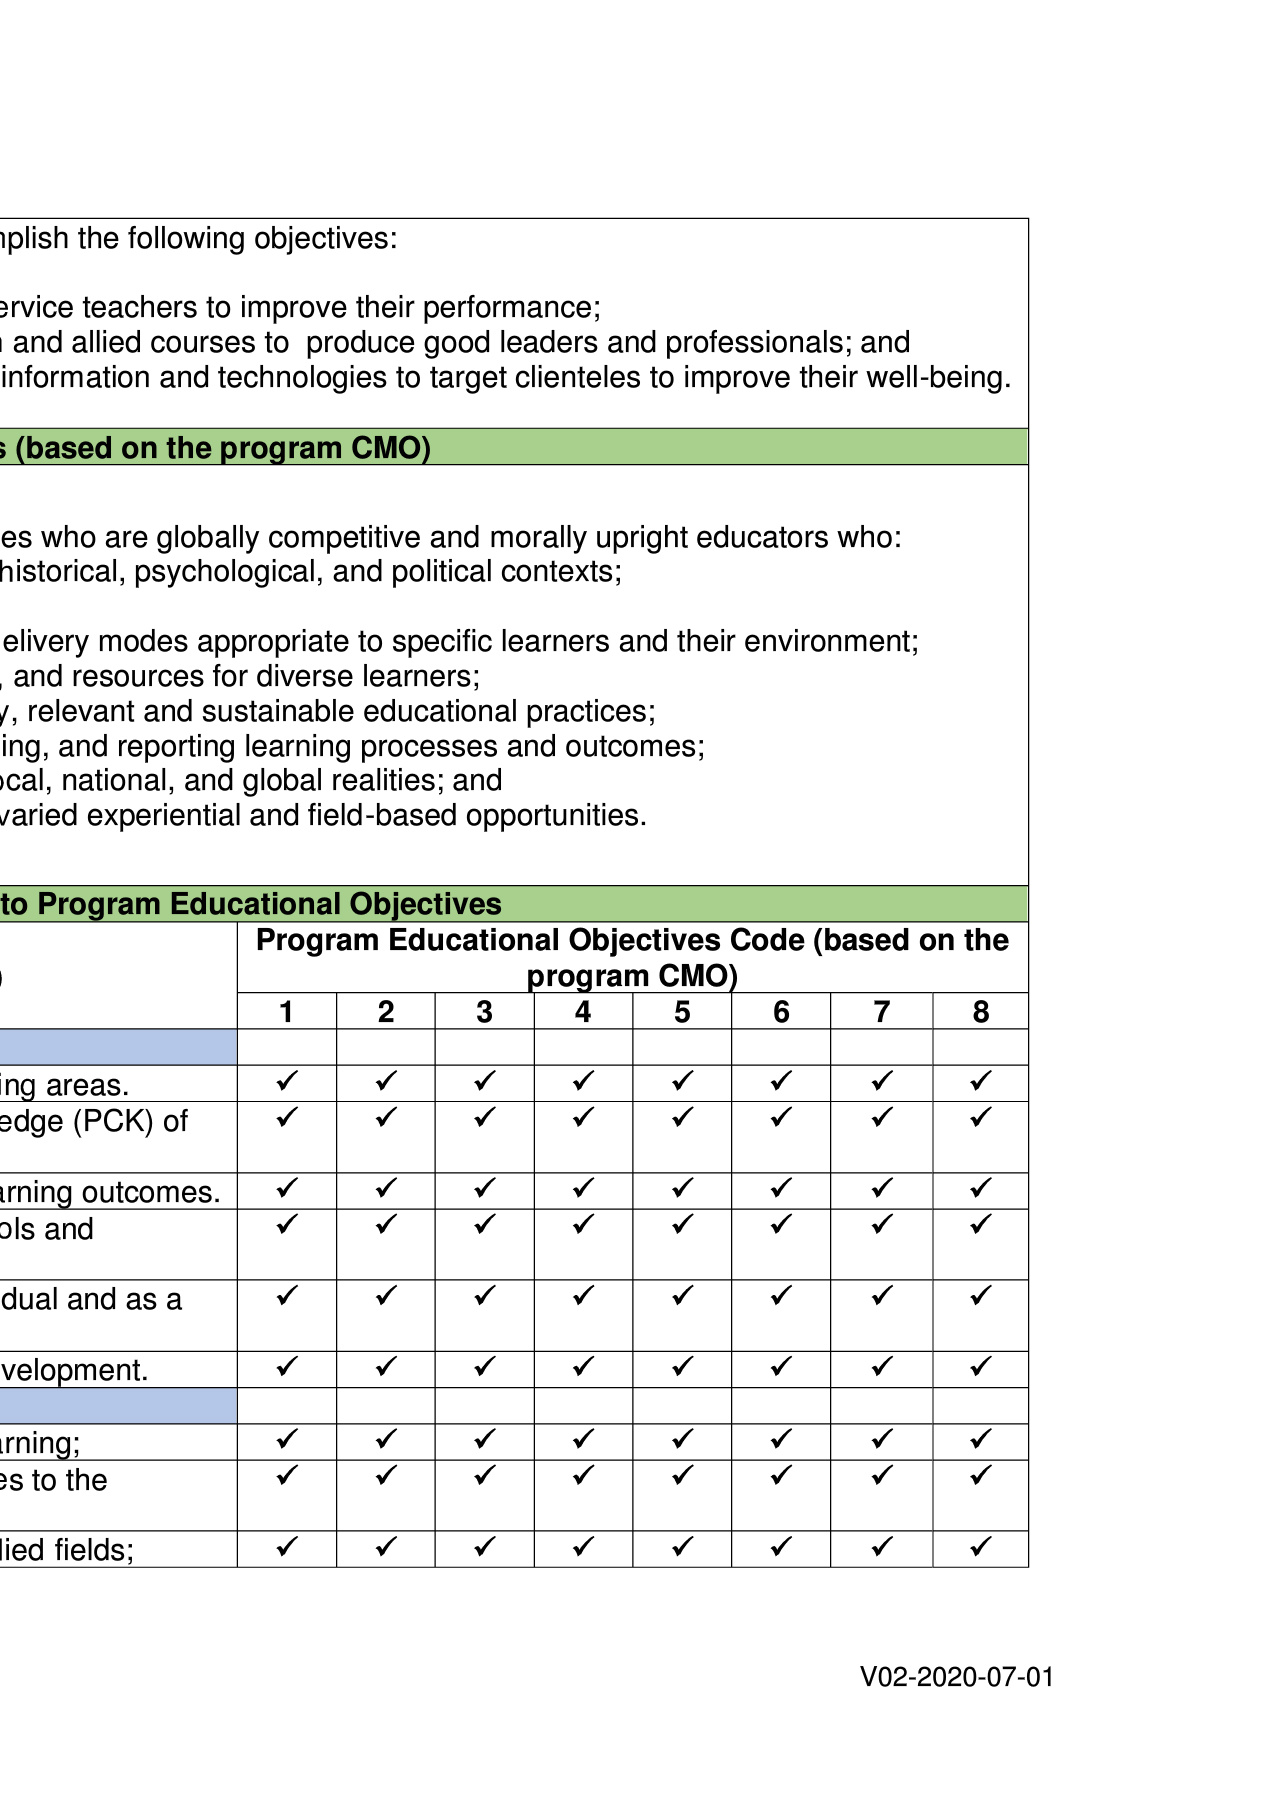 mplish the following objectives:
ervice teachers to improve their performance;
n and allied courses to  produce good leaders and professionals; and
information and technologies to target clienteles to improve their well-being.
s (based on the program CMO)
es who are globally competitive and morally upright educators who:
historical, psychological, and political contexts;
elivery modes appropriate to specific learners and their environment;
, and resources for diverse learners;
y, relevant and sustainable educational practices;
ing, and reporting learning processes and outcomes;
ocal, national, and global realities; and
varied experiential and field-based opportunities.
to Program Educational Objectives
Program Educational Objectives Code (based on the
program CMO)
)
1 2 3 4 5 6 7 8
ing areas. ✓ ✓ ✓ ✓ ✓ ✓ ✓ ✓
edge (PCK) of ✓ ✓ ✓ ✓ ✓ ✓ ✓ ✓
arning outcomes. ✓ ✓ ✓ ✓ ✓ ✓ ✓ ✓
ols and ✓ ✓ ✓ ✓ ✓ ✓ ✓ ✓
dual and as a ✓ ✓ ✓ ✓ ✓ ✓ ✓ ✓
velopment. ✓ ✓ ✓ ✓ ✓ ✓ ✓ ✓
arning; ✓ ✓ ✓ ✓ ✓ ✓ ✓ ✓
es to the ✓ ✓ ✓ ✓ ✓ ✓ ✓ ✓
lied fields; ✓ ✓ ✓ ✓ ✓ ✓ ✓ ✓
V02-2020-07-01